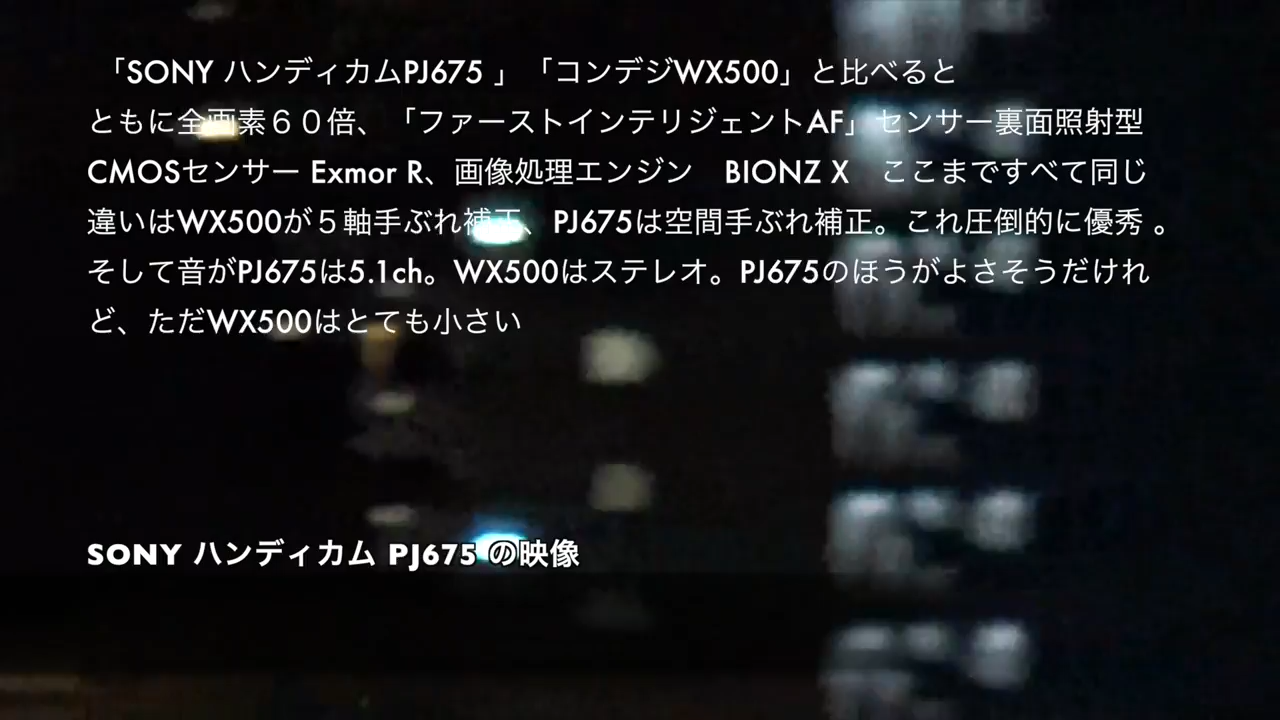 「SONY ハンディカムPJ675 」「コンデジWX500」と比べると
ともに全画素６０倍、「ファーストインテリジェントAF」センサー裏面照射型
CMOSセンサー Exmor R、画像処理エンジン　BIONZ X　ここまですべて同じ
違いはWX500が５軸手ぶれ補正、PJ675は空間手ぶれ補正。これ圧倒的に優秀 。
そして音がPJ675は5.1ch。WX500はステレオ。PJ675のほうがよさそうだけれ
ど、ただWX500はとても小さい
SONY ハンディカム PJ675 の映像